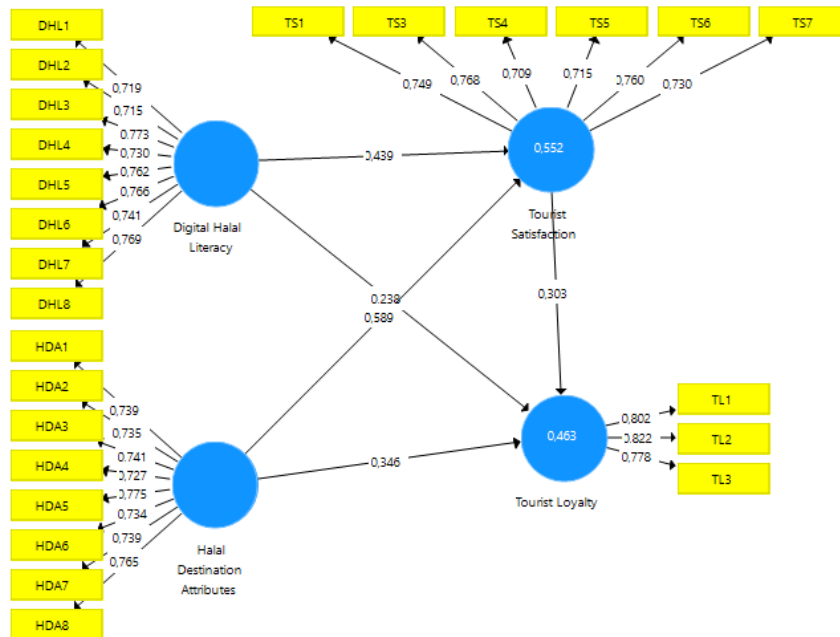 TS1
TS3
TS4
TS5
TS6
TS7
0,749
0,768
0,709
0,715
0,760
0,730
DHL1
DHL2
DHL3
DHL4
DHL5
DHL6
DHL7
DHL8
0,719
0,715
0,773
0,730
0,762
0,766
0,741
0,769
Digital Halal
Literacy
0,439
0,552
Tourist
Satisfaction
0.238
0,589
0,303
HDA1
HDA2
HDA3
HDA4
HDA5
HDA6
HDA7
HDA8
0,739
0,735
0,741
0,727
0,775
0,734
0,739
0,765
Halal
Destination
Attributes
0,346
0,463
Tourist Loyalty
0,802
0,822
0,778
TL1
TL2
TL3